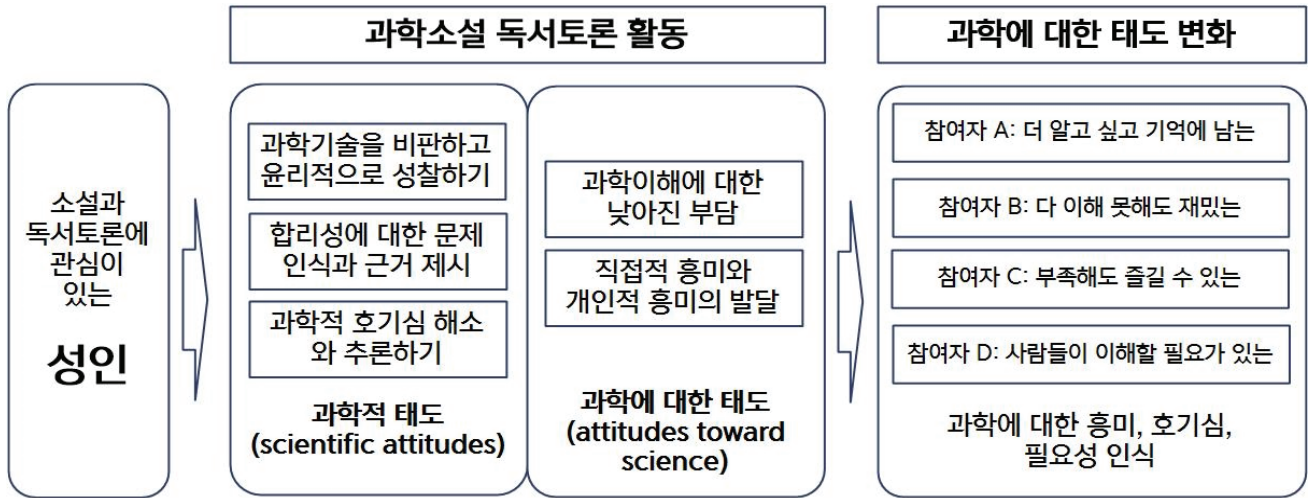 과학소설 독서토론 활동
과학에 대한 태도 변화
소설과
독서토론에
관심이
있는
성인
과학기술을 비판하고
윤리적으로 성찰하기
합리성에 대한 문제
인식과 근거 제시
과학적 호기심 해소
와 추론하기
과학적 태도
(scientific attitudes)
과학이해에 대한
낮아진 부담
직접적 흥미와
개인적 흥미의 발달
과학에 대한 태도
(attitudes toward
science)
참여자 A: 더 알고 싶고 기억에 남는
참여자 B: 다 이해 못해도 재밌는
참여자 C: 부족해도 즐길 수 있는
참여자 D: 사람들이 이해할 필요가 있는
과학에 대한 흥미, 호기심,
필요성 인식